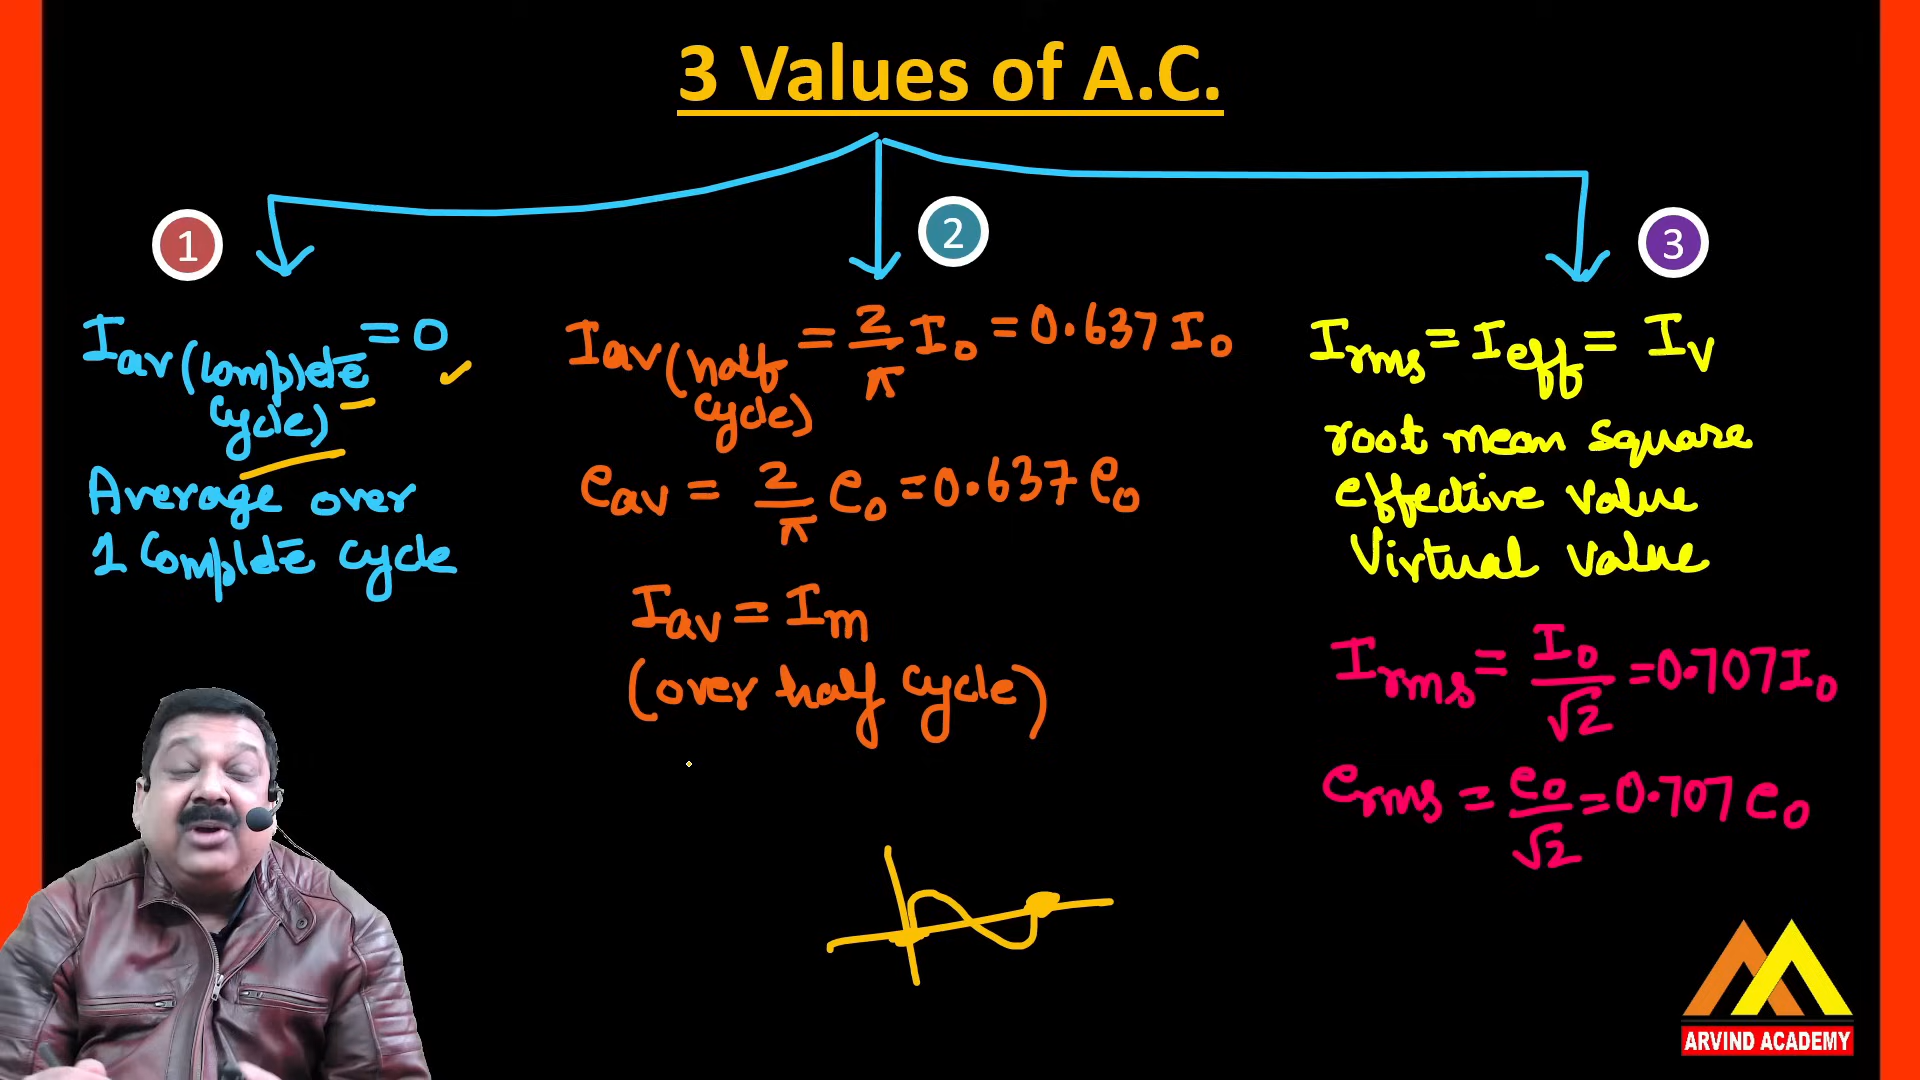 3 Values of A.C.
1
2
3
Iav (complete cycle) = 0
Average over
1 Complete cycle
Iav (half cycle) = 2/π I₀ = 0.637 I₀
eav = 2/π e₀ = 0.637 e₀
Iav = Im
(over half cycle)
Irms = Ieff = Iv
root mean square
effective value
Virtual value
Irms = I₀/√2 = 0.707 I₀
erms = e₀/√2 = 0.707 e₀
ARVIND ACADEMY